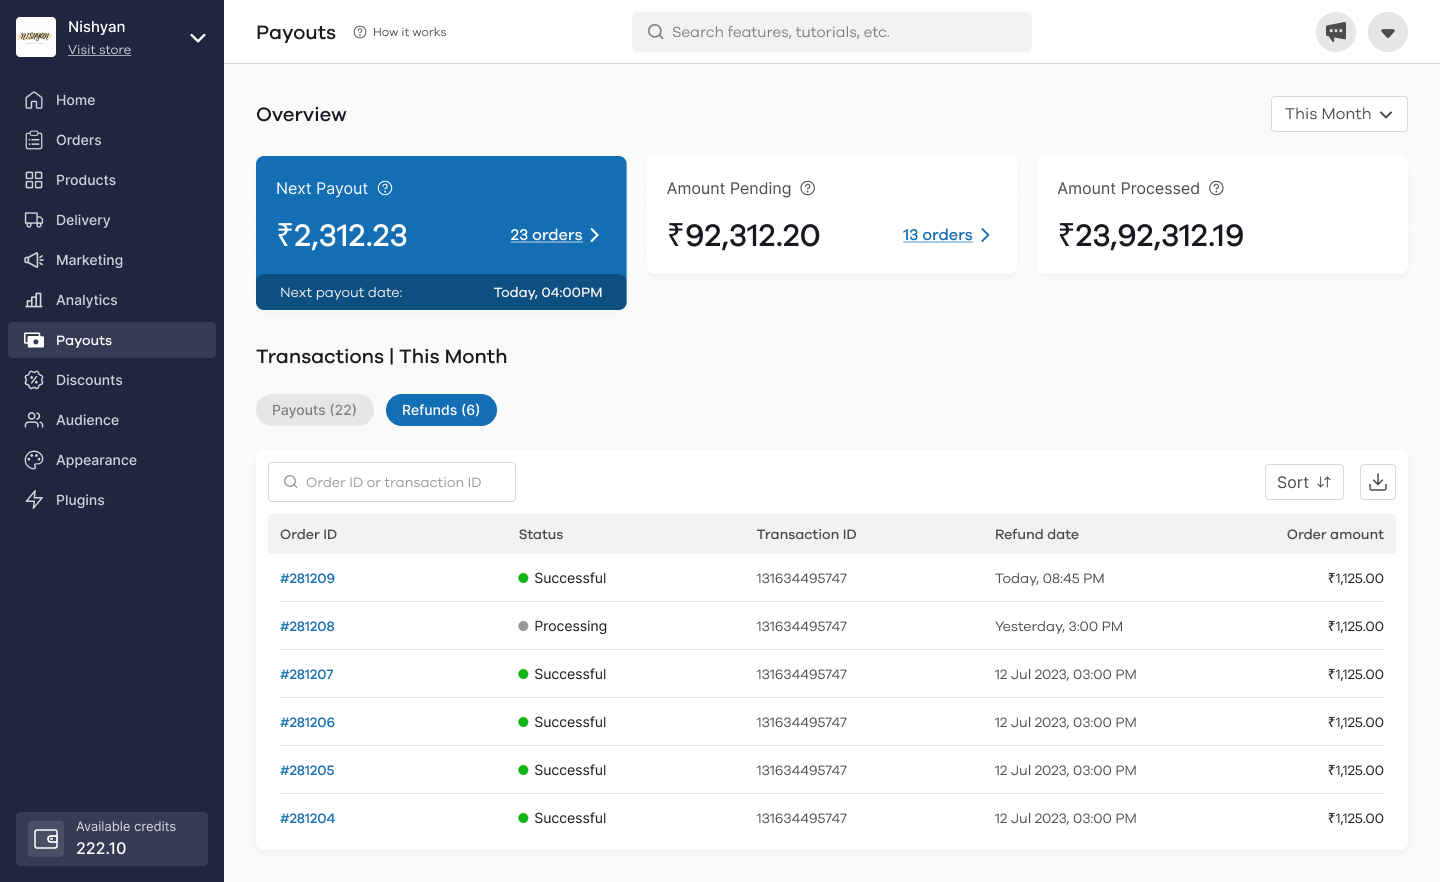 NISHYAN
Nishyan
Visit store
Home
Orders
Products
Delivery
Marketing
Analytics
Payouts
Discounts
Audience
Appearance
Plugins
Available credits
222.10
Payouts
How it works
Search features, tutorials, etc.
Overview
This Month
Next Payout
₹2,312.23
23 orders
Next payout date:
Today, 04:00PM
Amount Pending
₹92,312.20
13 orders
Amount Processed
₹23,92,312.19
Transactions | This Month
Payouts (22)
Refunds (6)
Order ID or transaction ID
Sort
Order ID Status Transaction ID Refund date Order amount
#281209 Successful 131634495747 Today, 08:45 PM ₹1,125.00
#281208 Processing 131634495747 Yesterday, 3:00 PM ₹1,125.00
#281207 Successful 131634495747 12 Jul 2023, 03:00 PM ₹1,125.00
#281206 Successful 131634495747 12 Jul 2023, 03:00 PM ₹1,125.00
#281205 Successful 131634495747 12 Jul 2023, 03:00 PM ₹1,125.00
#281204 Successful 131634495747 12 Jul 2023, 03:00 PM ₹1,125.00